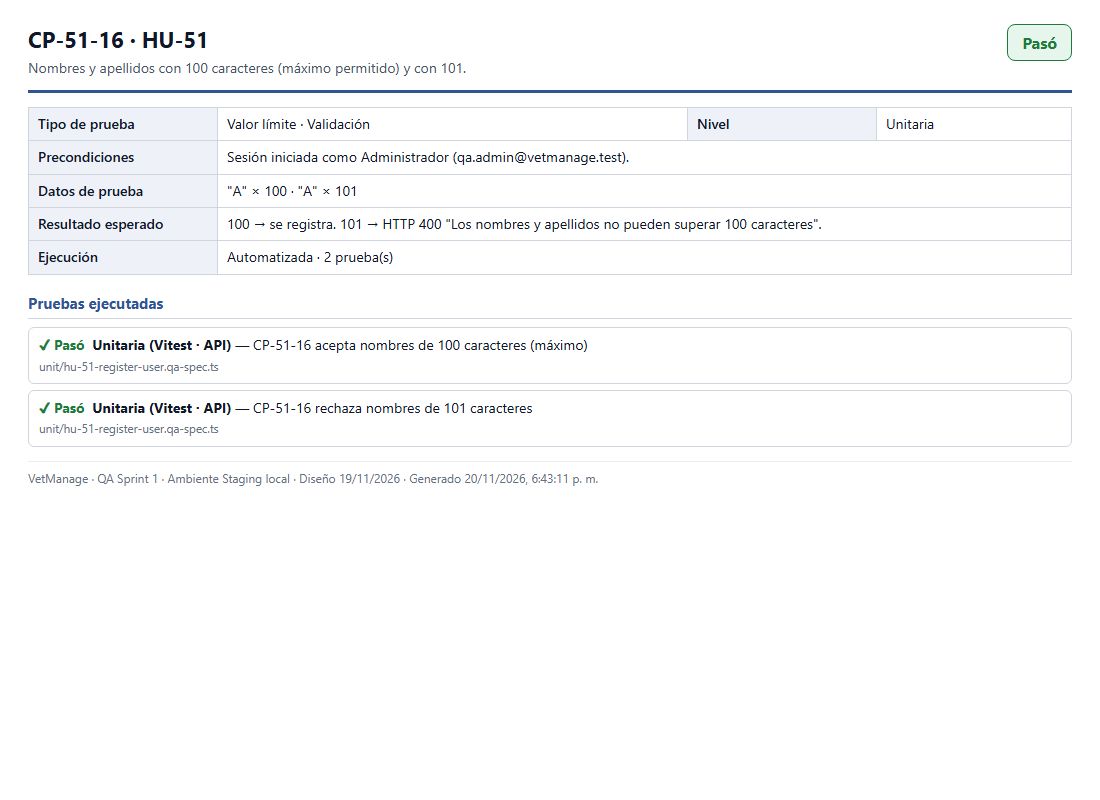 CP-51-16 · HU-51
Pasó
Nombres y apellidos con 100 caracteres (máximo permitido) y con 101.
Tipo de prueba Valor límite · Validación Nivel Unitaria
Precondiciones Sesión iniciada como Administrador (qa.admin@vetmanage.test).
Datos de prueba "A" × 100 · "A" × 101
Resultado esperado 100 → se registra. 101 → HTTP 400 "Los nombres y apellidos no pueden superar 100 caracteres".
Ejecución Automatizada · 2 prueba(s)
Pruebas ejecutadas
✓ Pasó Unitaria (Vitest · API) — CP-51-16 acepta nombres de 100 caracteres (máximo)
unit/hu-51-register-user.qa-spec.ts
✓ Pasó Unitaria (Vitest · API) — CP-51-16 rechaza nombres de 101 caracteres
unit/hu-51-register-user.qa-spec.ts
VetManage · QA Sprint 1 · Ambiente Staging local · Diseño 19/11/2026 · Generado 20/11/2026, 6:43:11 p. m.